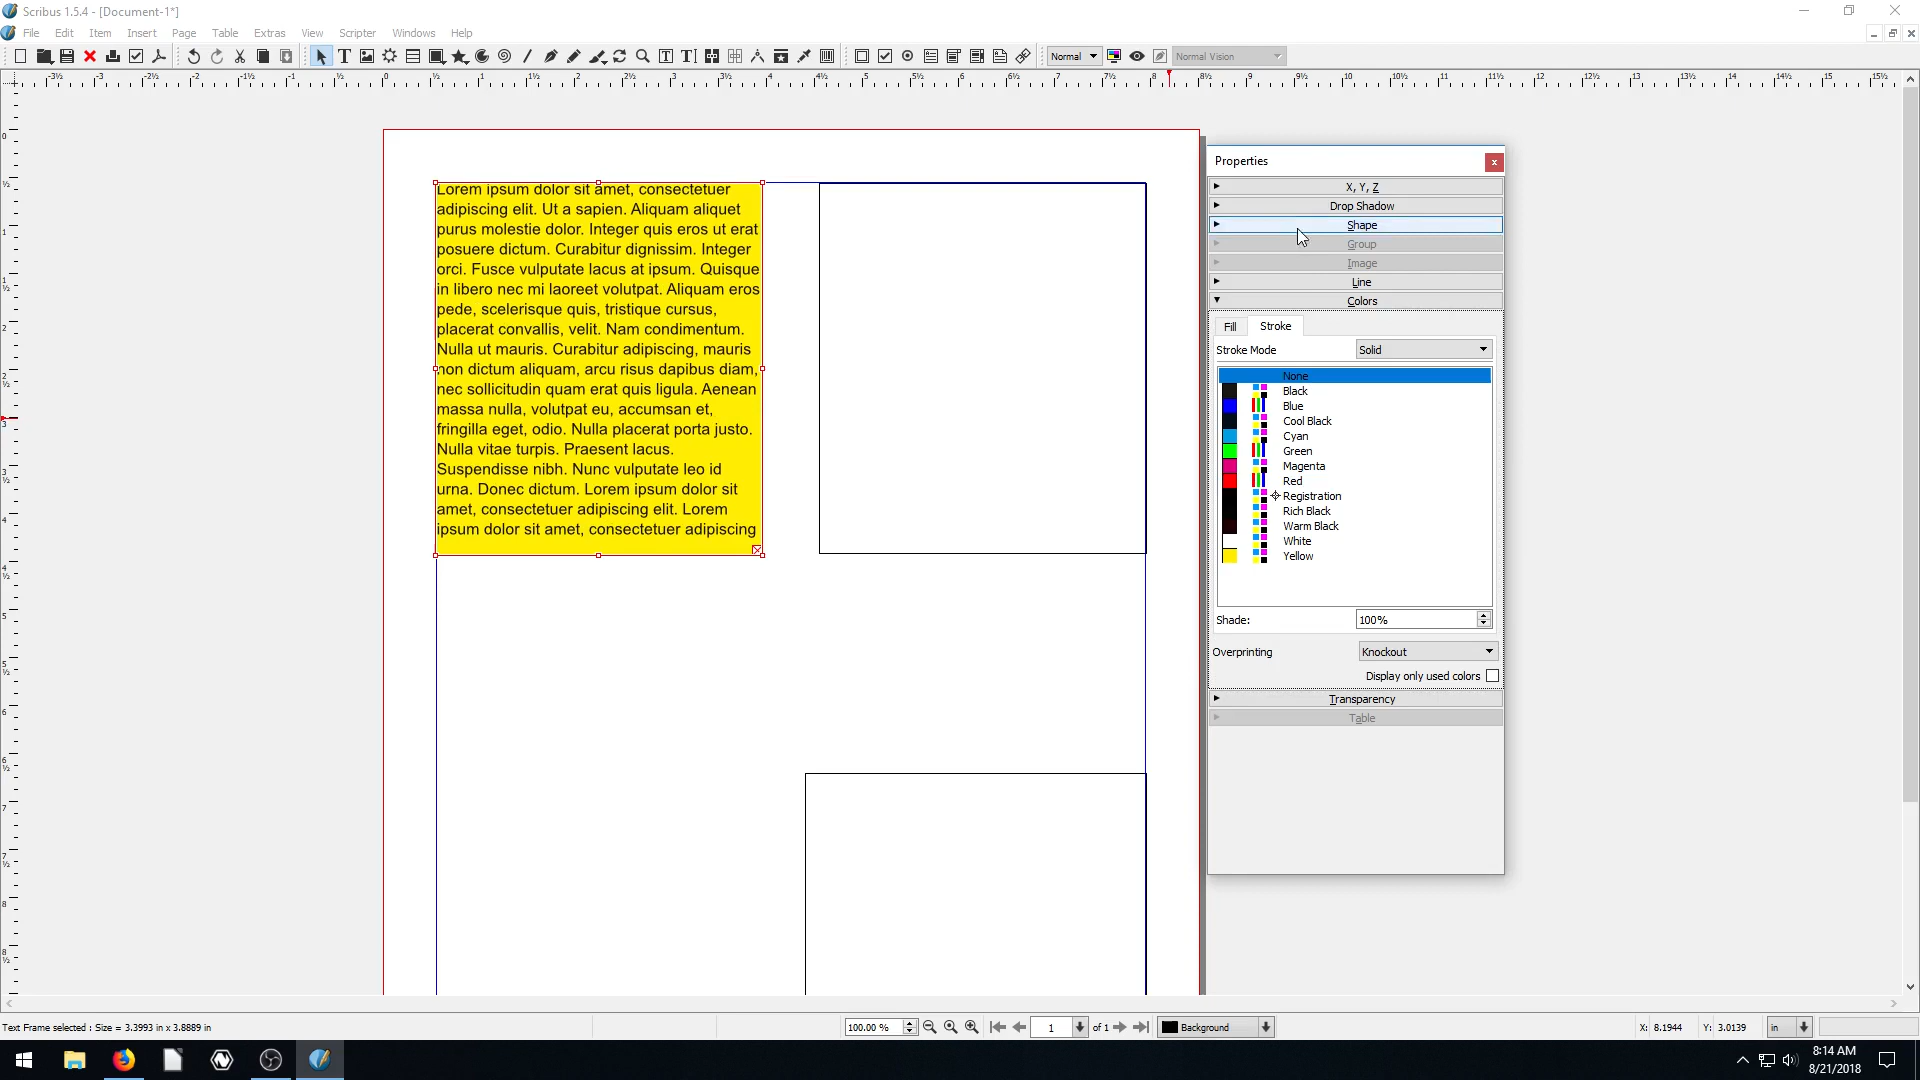 Scribus 1.5.4 - [Document-1*]
File Edit Item Insert Page Table Extras View Scripter Windows Help
Normal
Normal Vision
Lorem ipsum dolor sit amet, consectetuer
adipiscing elit. Ut a sapien. Aliquam aliquet
purus molestie dolor. Integer quis eros ut erat
posuere dictum. Curabitur dignissim. Integer
orci. Fusce vulputate lacus at ipsum. Quisque
in libero nec mi laoreet volutpat. Aliquam eros
pede, scelerisque quis, tristique cursus,
placerat convallis, velit. Nam condimentum.
Nulla ut mauris. Curabitur adipiscing, mauris
non dictum aliquam, arcu risus dapibus diam,
nec sollicitudin quam erat quis ligula. Aenean
massa nulla, volutpat eu, accumsan et,
fringilla eget, odio. Nulla placerat porta justo.
Nulla vitae turpis. Praesent lacus.
Suspendisse nibh. Nunc vulputate leo id
urna. Donec dictum. Lorem ipsum dolor sit
amet, consectetuer adipiscing elit. Lorem
ipsum dolor sit amet, consectetuer adipiscing
Properties
X, Y, Z
Drop Shadow
Shape
Group
Image
Line
Colors
Fill Stroke
Stroke Mode Solid
None
Black
Blue
Cool Black
Cyan
Green
Magenta
Red
Registration
Rich Black
Warm Black
White
Yellow
Shade: 100%
Overprinting Knockout
Display only used colors
Transparency
Table
Text Frame selected : Size = 3.3993 in x 3.8889 in
100.00 %
1 of 1
Background
X: 8.1944 Y: 3.0139 in
8:14 AM
8/21/2018